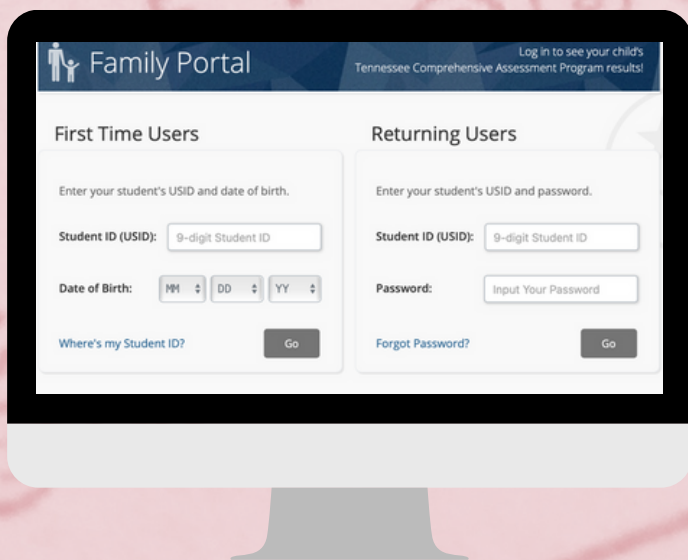 Family Portal
Log in to see your child's
Tennessee Comprehensive Assessment Program results!
First Time Users
Enter your student's USID and date of birth.
Student ID (USID):
9-digit Student ID
Date of Birth:
MM
DD
YY
Where's my Student ID?
Go
Returning Users
Enter your student's USID and password.
Student ID (USID):
9-digit Student ID
Password:
Input Your Password
Forgot Password?
Go